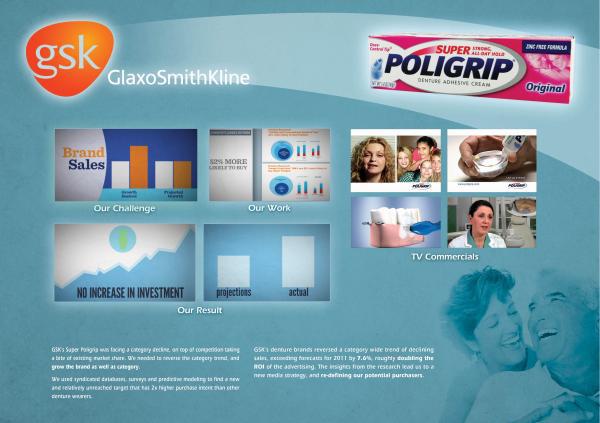 gsk
GlaxoSmithKline
SUPER STRONG, ALL-DAY HOLD
POLIGRIP
DENTURE ADHESIVE CREAM
ZINC FREE FORMULA
Original
Brand
Sales
Our Challenge
52% MORE
LIKELY TO BUY
Our Work
POLIGRIP
TV Commercials
NO INCREASE IN INVESTMENT
projections
actual
Our Result
GSK's Super Poligrip was facing a category decline, on top of competition taking
a bite of existing market share. We needed to reverse the category trend, and
grow the brand as well as category.
We used syndicated databases, surveys and predictive modeling to find a new
and relatively unreached target that has 2x higher purchase intent than other
denture wearers.
GSK's denture brands reversed a category wide trend of declining
sales, exceeding forecasts for 2011 by 7.6%, roughly doubling the
ROI of the advertising. The insights from the research lead us to a
new media strategy, and re-defining our potential purchasers.